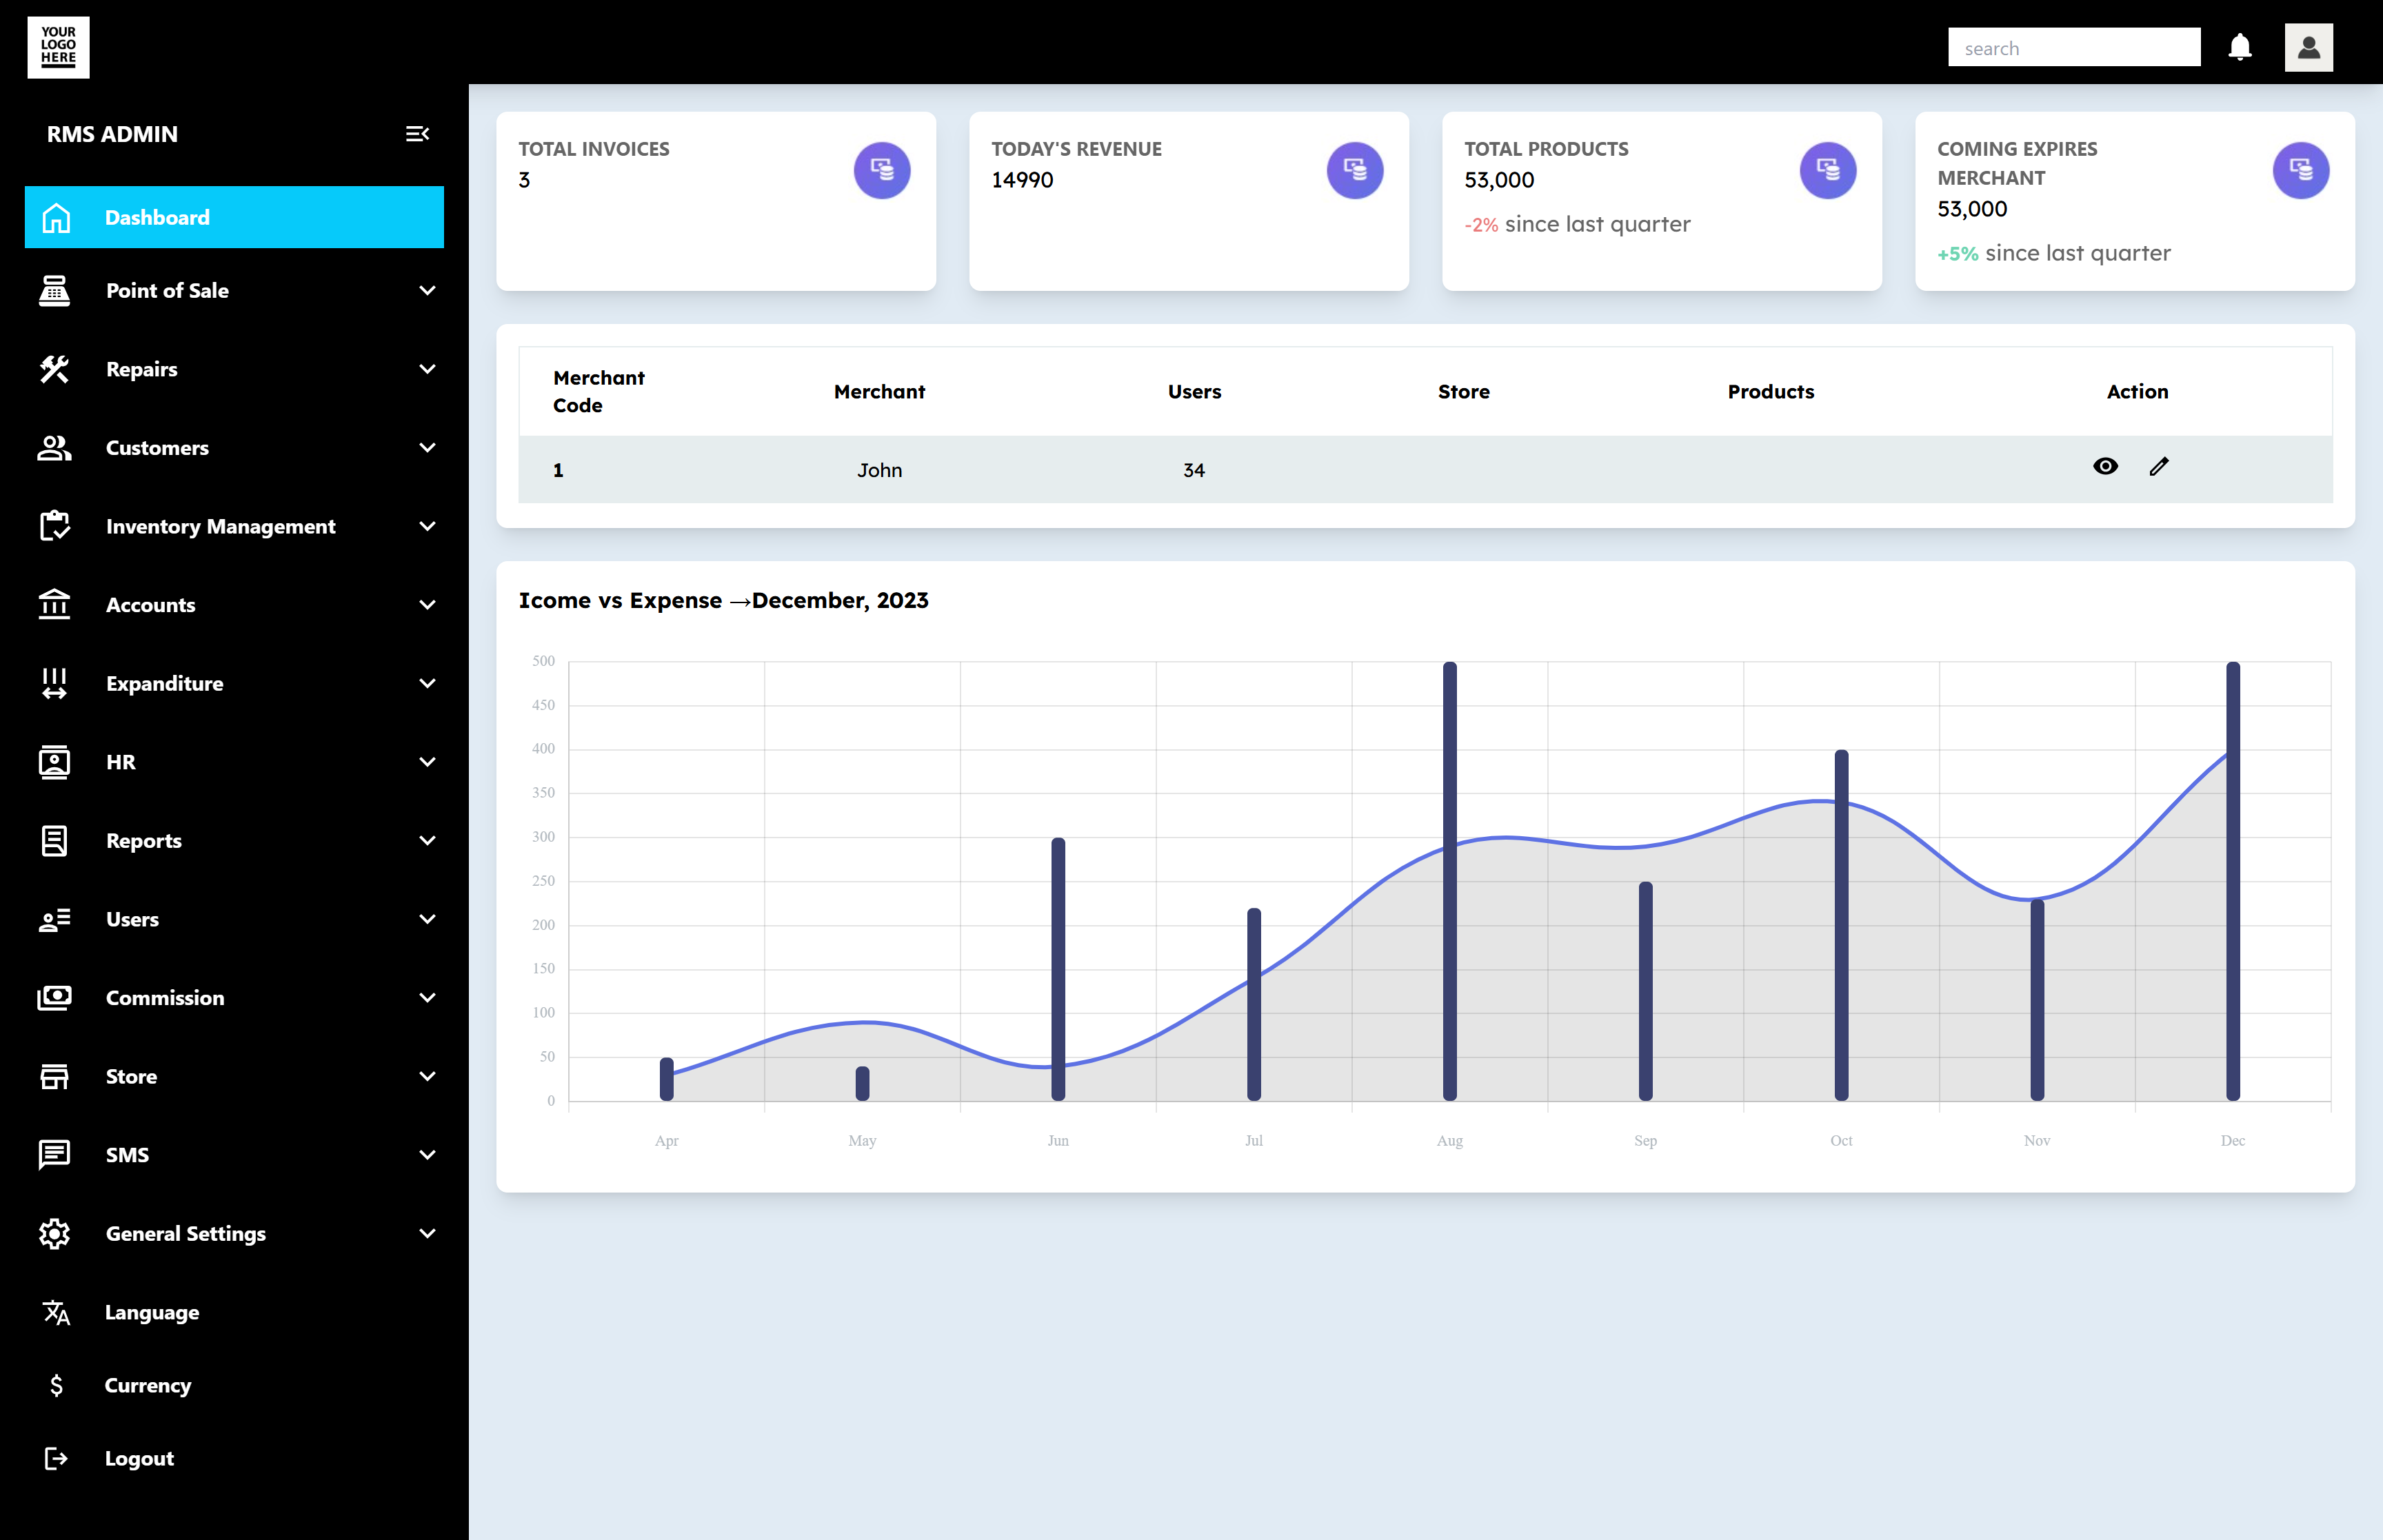 YOUR
LOGO
HERE
search
RMS ADMIN
Dashboard
Point of Sale
Repairs
Customers
Inventory Management
Accounts
Expanditure
HR
Reports
Users
Commission
Store
SMS
General Settings
Language
Currency
Logout
TOTAL INVOICES
3
TODAY'S REVENUE
14990
TOTAL PRODUCTS
53,000
-2% since last quarter
COMING EXPIRES
MERCHANT
53,000
+5% since last quarter
Merchant
Code
Merchant
Users
Store
Products
Action
1
John
34
Icome vs Expense →December, 2023
500
450
400
350
300
250
200
150
100
50
0
Apr
May
Jun
Jul
Aug
Sep
Oct
Nov
Dec